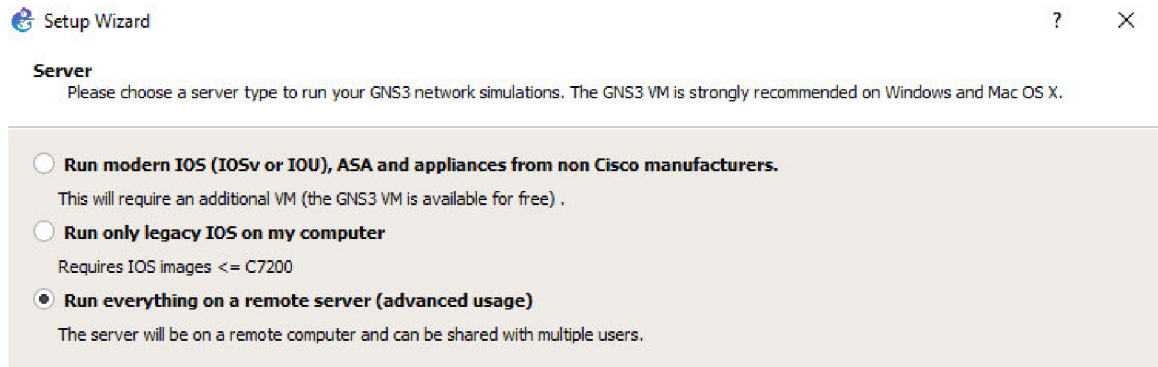 Setup Wizard
?
Server
Please choose a server type to run your GNS3 network simulations. The GNS3 VM is strongly recommended on Windows and Mac OS X.
Run modern IOS (IOSv or IOU), ASA and appliances from non Cisco manufacturers.
This will require an additional VM (the GNS3 VM is available for free) .
Run only legacy IOS on my computer
Requires IOS images <= C7200
Run everything on a remote server (advanced usage)
The server will be on a remote computer and can be shared with multiple users.